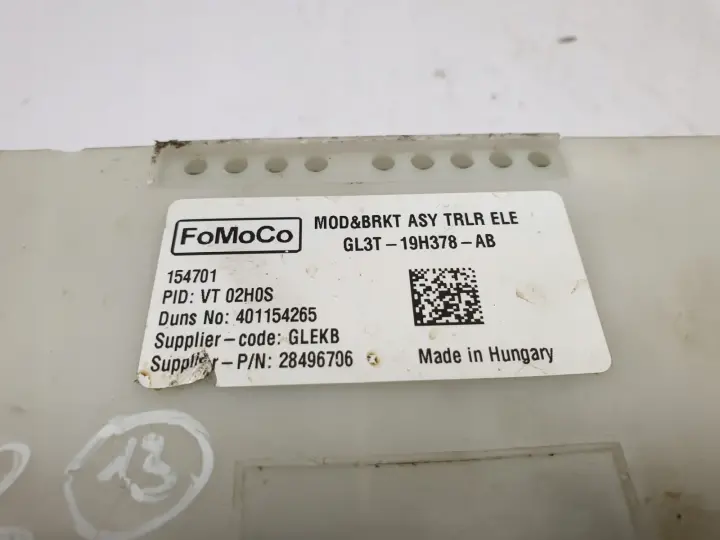 FoMoCo
MOD&BRKT ASY TRLR ELE
GL3T-19H378-AB
154701
PID: VT 02H0S
Duns No: 401154265
Supplier-code: GLEKB
Supplier-P/N: 28496706
Made in Hungary
13